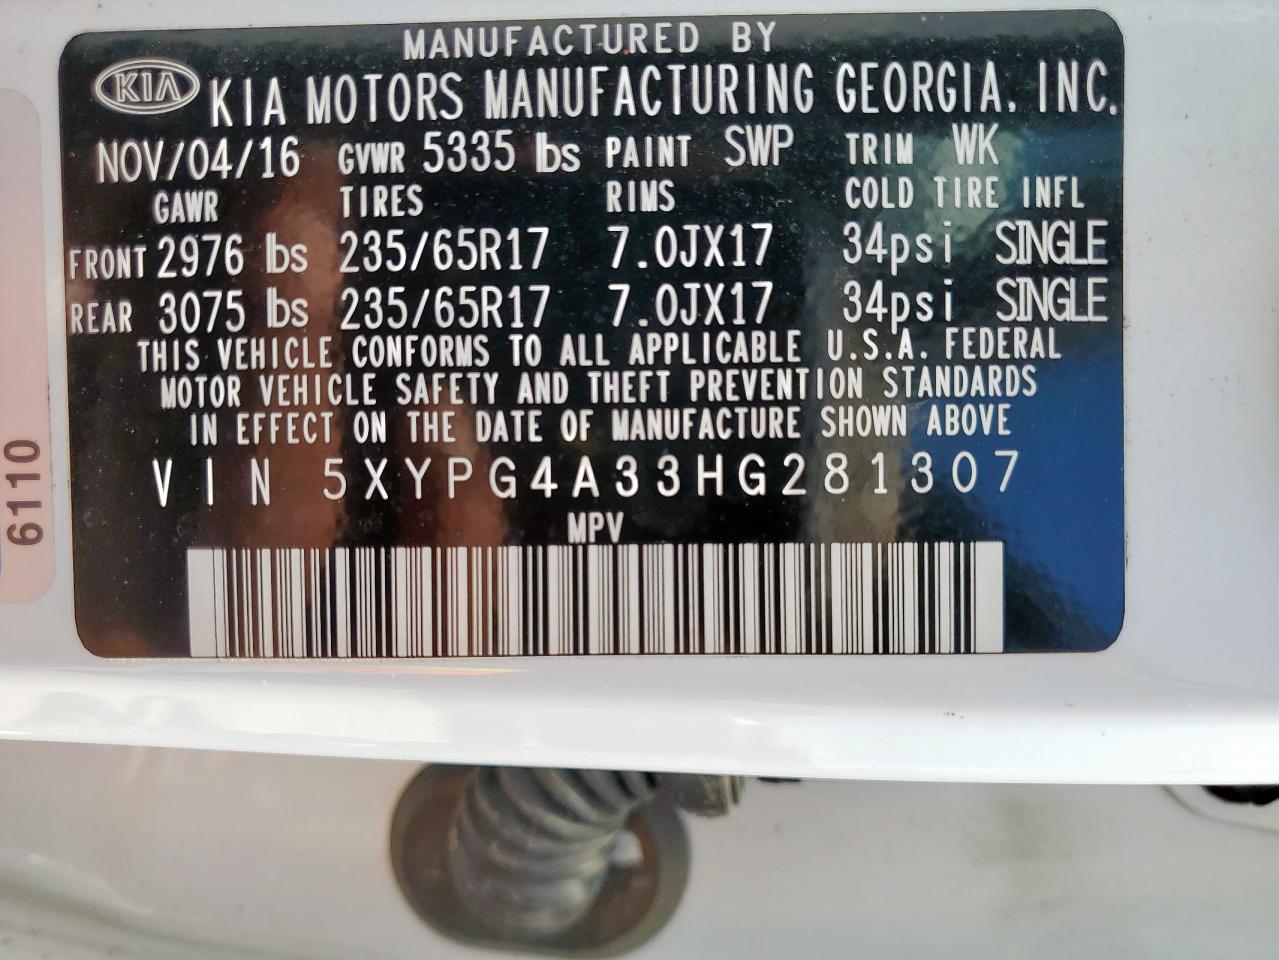 MANUFACTURED BY
KIA KIA MOTORS MANUFACTURING GEORGIA, INC.
NOV/04/16 GVWR 5335 lbs PAINT SWP TRIM WK
GAWR TIRES RIMS COLD TIRE INFL
FRONT 2976 lbs 235/65R17 7.0JX17 34psi SINGLE
REAR 3075 lbs 235/65R17 7.0JX17 34psi SINGLE
THIS VEHICLE CONFORMS TO ALL APPLICABLE U.S.A. FEDERAL
MOTOR VEHICLE SAFETY AND THEFT PREVENTION STANDARDS
IN EFFECT ON THE DATE OF MANUFACTURE SHOWN ABOVE
VIN 5XYPG4A33HG281307
MPV
6110